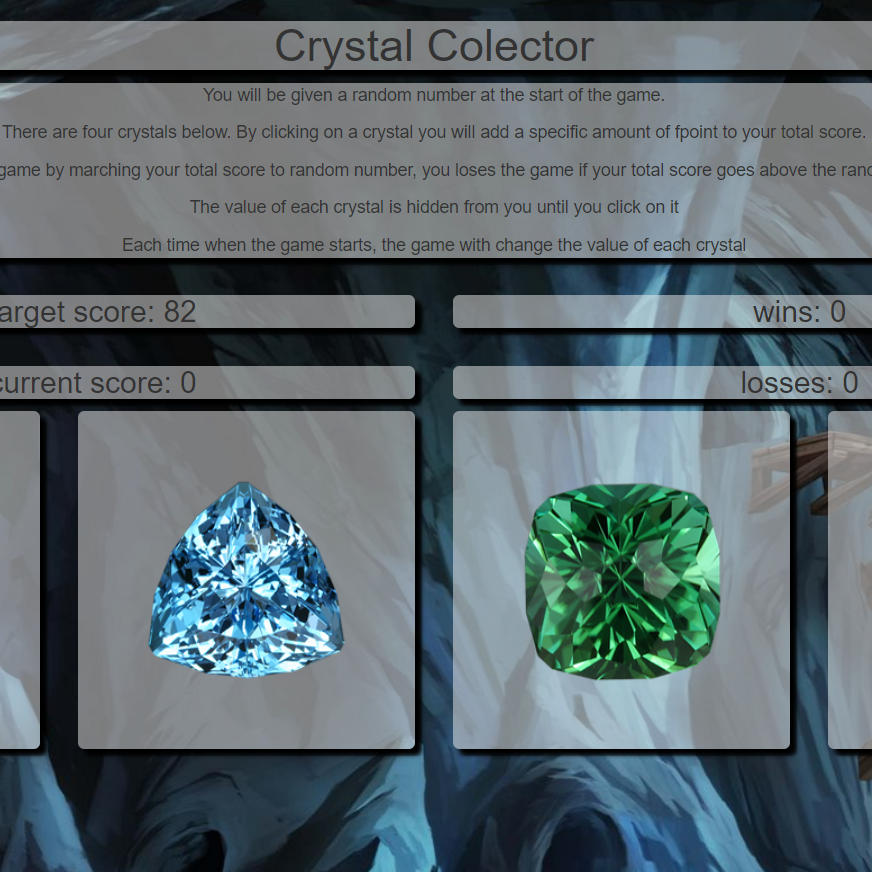 Crystal Colector
You will be given a random number at the start of the game.
There are four crystals below. By clicking on a crystal you will add a specific amount of fpoint to your total score.
game by marching your total score to random number, you loses the game if your total score goes above the
The value of each crystal is hidden from you until you click on it
Each time when the game starts, the game with change the value of each crystal
arget score: 82
wins: 0
current score: 0
losses: 0